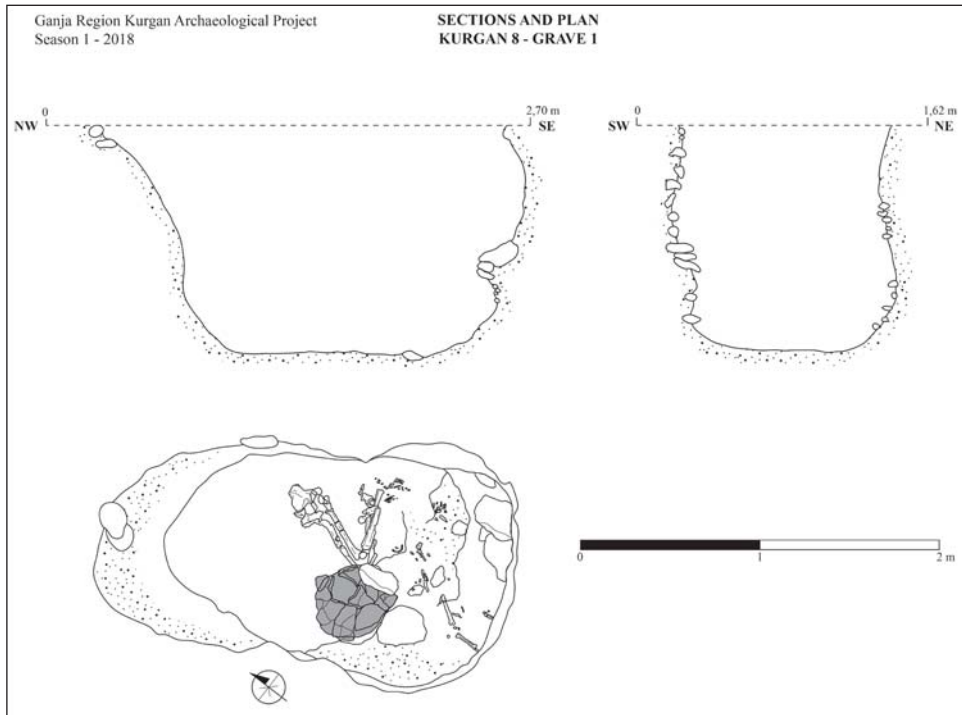 Ganja Region Kurgan Archaeological Project
Season 1 - 2018
SECTIONS AND PLAN
KURGAN 8 - GRAVE 1
0 2,70 m
NW SE
0 1,62 m
SW NE
0 1 2 m